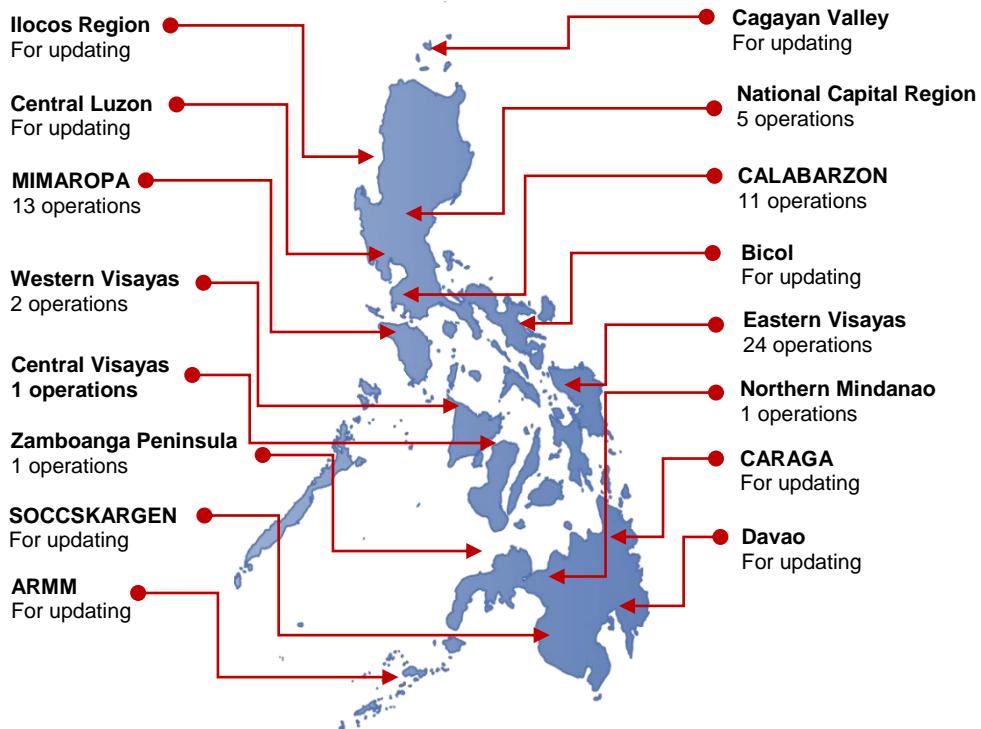 Ilocos Region
For updating
Central Luzon
For updating
MIMAROPA
13 operations
Western Visayas
2 operations
Central Visayas
1 operations
Zamboanga Peninsula
1 operations
SOCCSKARGEN
For updating
ARMM
For updating
Cagayan Valley
For updating
National Capital Region
5 operations
CALABARZON
11 operations
Bicol
For updating
Eastern Visayas
24 operations
Northern Mindanao
1 operations
CARAGA
For updating
Davao
For updating